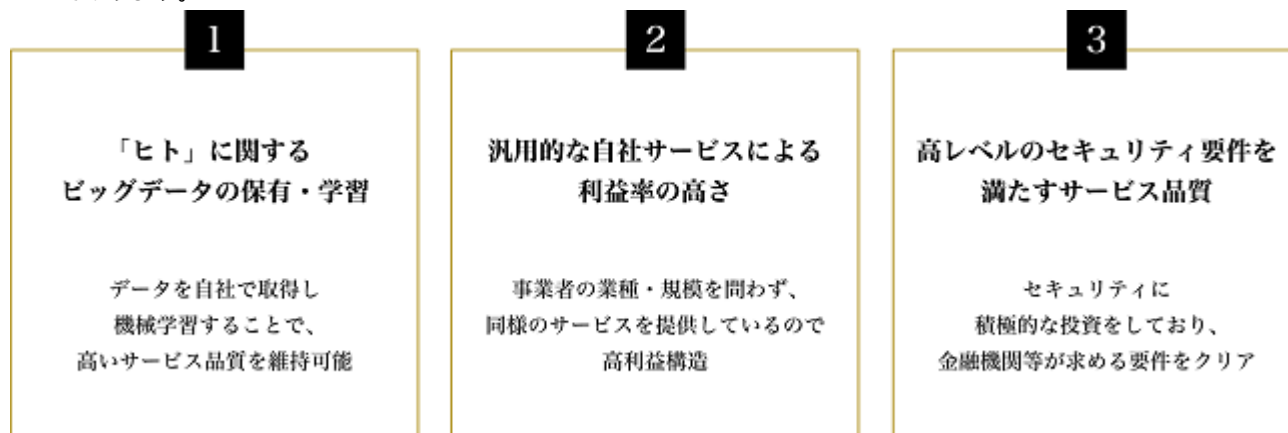 1
「ヒト」に関する
ビッグデータの保有・学習
データを自社で取得し
機械学習することで、
高いサービス品質を維持可能
2
汎用的な自社サービスによる
利益率の高さ
事業者の業種・規模を問わず、
同様のサービスを提供しているので
高利益構造
3
高レベルのセキュリティ要件を
満たすサービス品質
セキュリティに
積極的な投資をしており、
金融機関等が求める要件をクリア